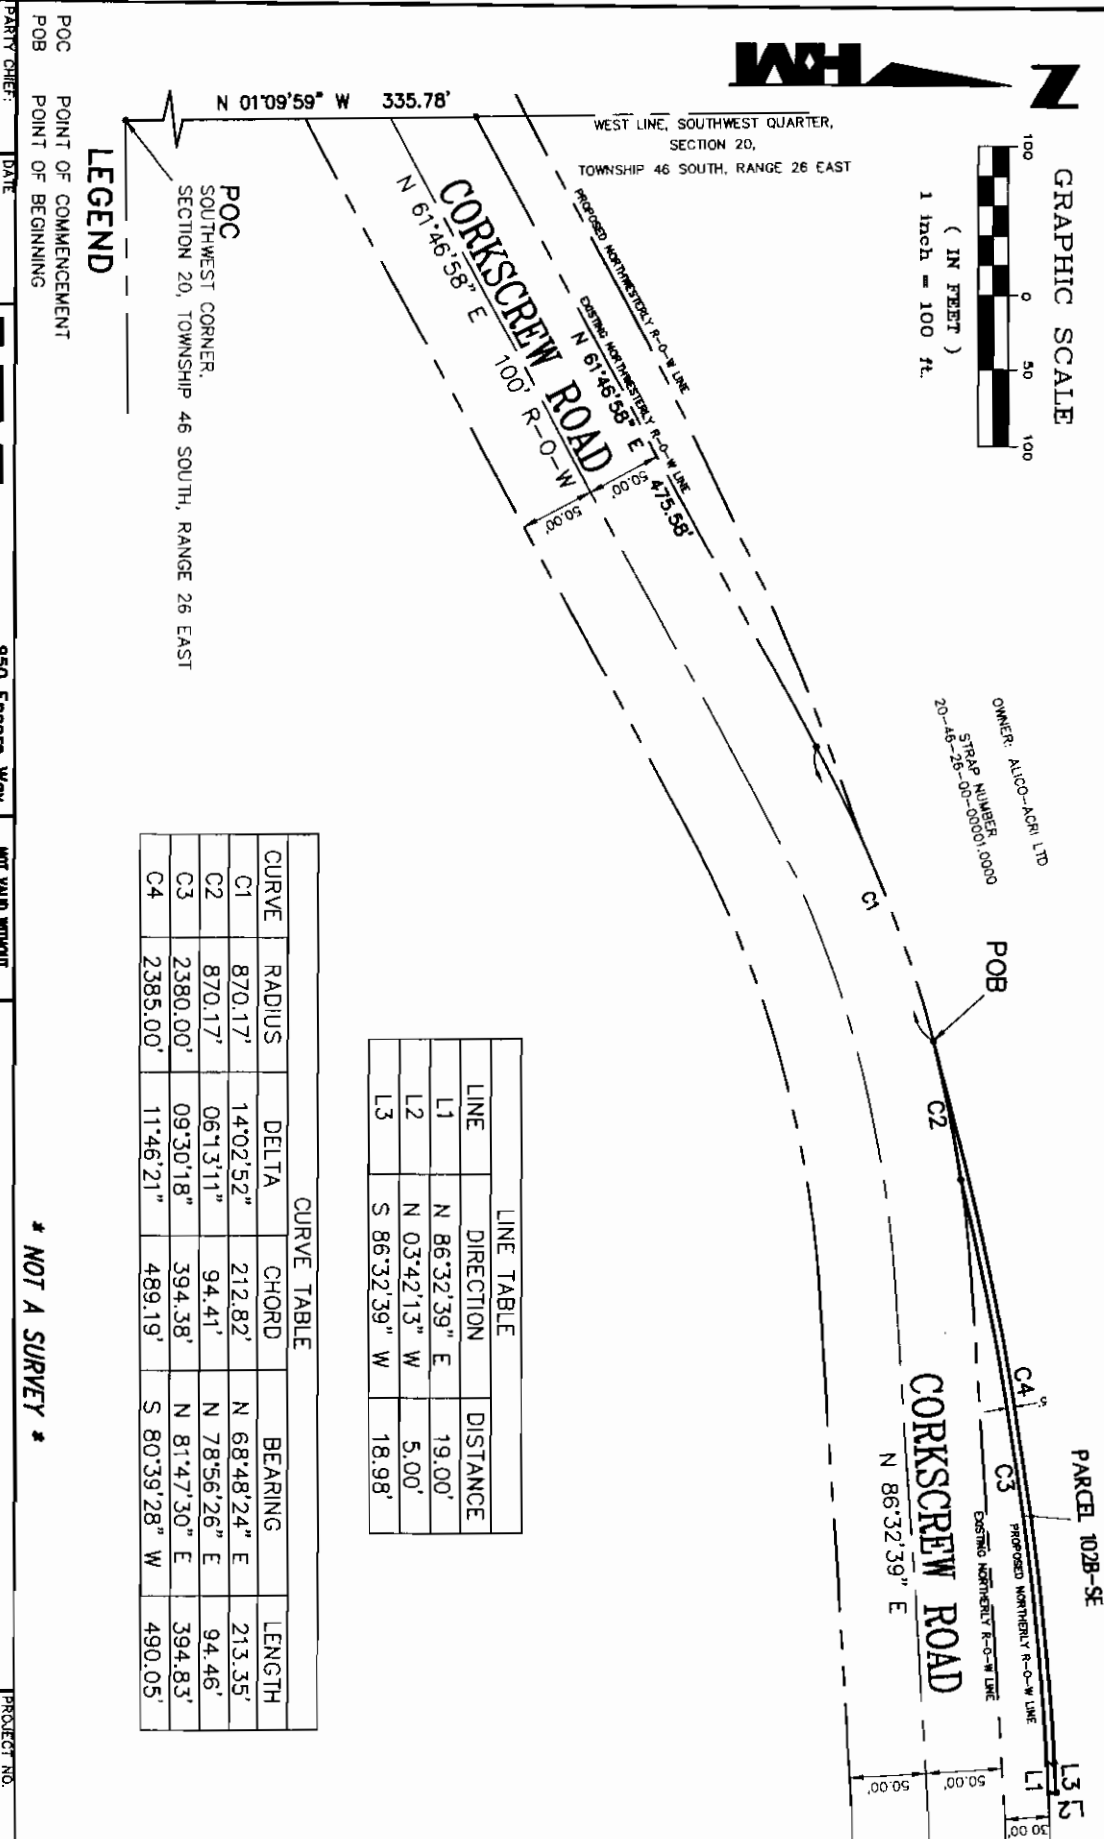 Z
HM
GRAPHIC SCALE
100 0 50 100
( IN FEET )
1 inch = 100 ft.
WEST LINE, SOUTHWEST QUARTER,
SECTION 20,
TOWNSHIP 46 SOUTH, RANGE 26 EAST
N 01°09'59" W 335.78'
PROPOSED NORTHWESTERLY R-O-W LINE
EXISTING NORTHWESTERLY R-O-W LINE
N 61°46'58" E 475.58'
CORKSCREW ROAD
N 61°46'58" E 100' R-O-W
50.00'
50.00'
OWNER: ALICO-AGRI LTD
STRAP NUMBER
20-46-26-00-00001.0000
C1
POB
C2
C4
5'
C3
PARCEL 102B-SE
PROPOSED NORTHERLY R-O-W LINE
EXISTING NORTHERLY R-O-W LINE
CORKSCREW ROAD
N 86°32'39" E
L3
L2
L1
50.00'
50.00'
30.00'
POC
SOUTHWEST CORNER,
SECTION 20, TOWNSHIP 46 SOUTH, RANGE 26 EAST
LEGEND
POC POINT OF COMMENCEMENT
POB POINT OF BEGINNING
LINE TABLE
LINE DIRECTION DISTANCE
L1 N 86°32'39" E 19.00'
L2 N 03°42'13" W 5.00'
L3 S 86°32'39" W 18.98'
CURVE TABLE
CURVE RADIUS DELTA CHORD BEARING LENGTH
C1 870.17' 14°02'52" 212.82' N 68°48'24" E 213.35'
C2 870.17' 06°13'11" 94.41' N 78°56'26" E 94.46'
C3 2380.00' 09°30'18" 394.38' N 81°47'30" E 394.83'
C4 2385.00' 11°46'21" 489.19' S 80°39'28" W 490.05'
* NOT A SURVEY *
PARTY CHIEF: DATE
NOT VALID WITHOUT
PROJECT NO.